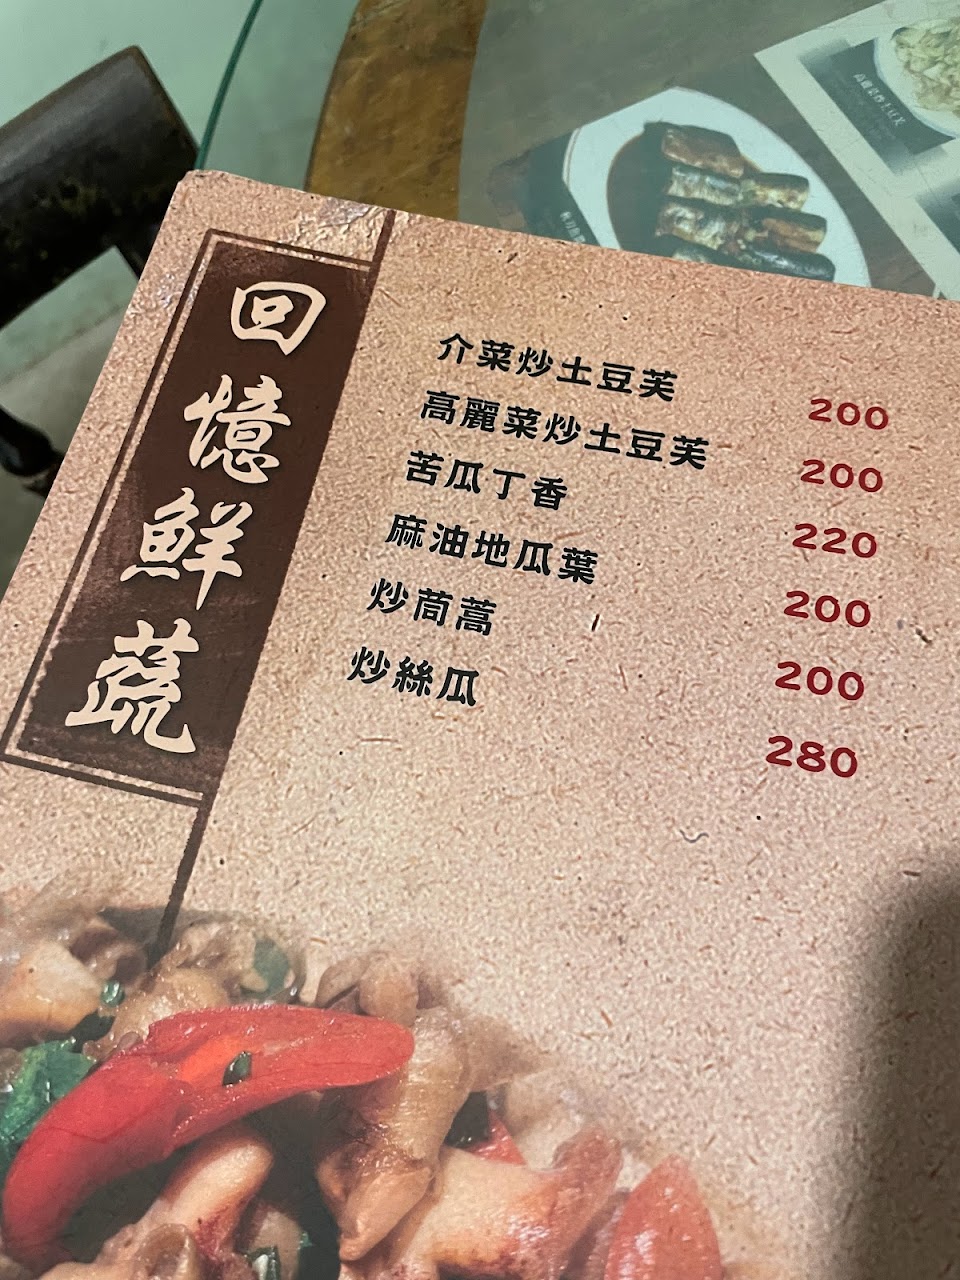 回憶鮮蔬
介菜炒土豆芙 200
高麗菜炒土豆芙 200
苦瓜丁香 220
麻油地瓜葉 200
炒茼蒿 200
炒絲瓜 280